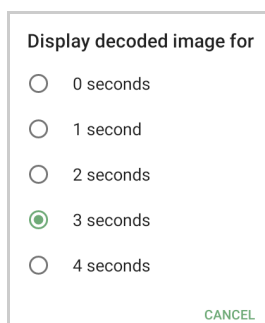 Display decoded image for
0 seconds
1 second
2 seconds
3 seconds
4 seconds
CANCEL